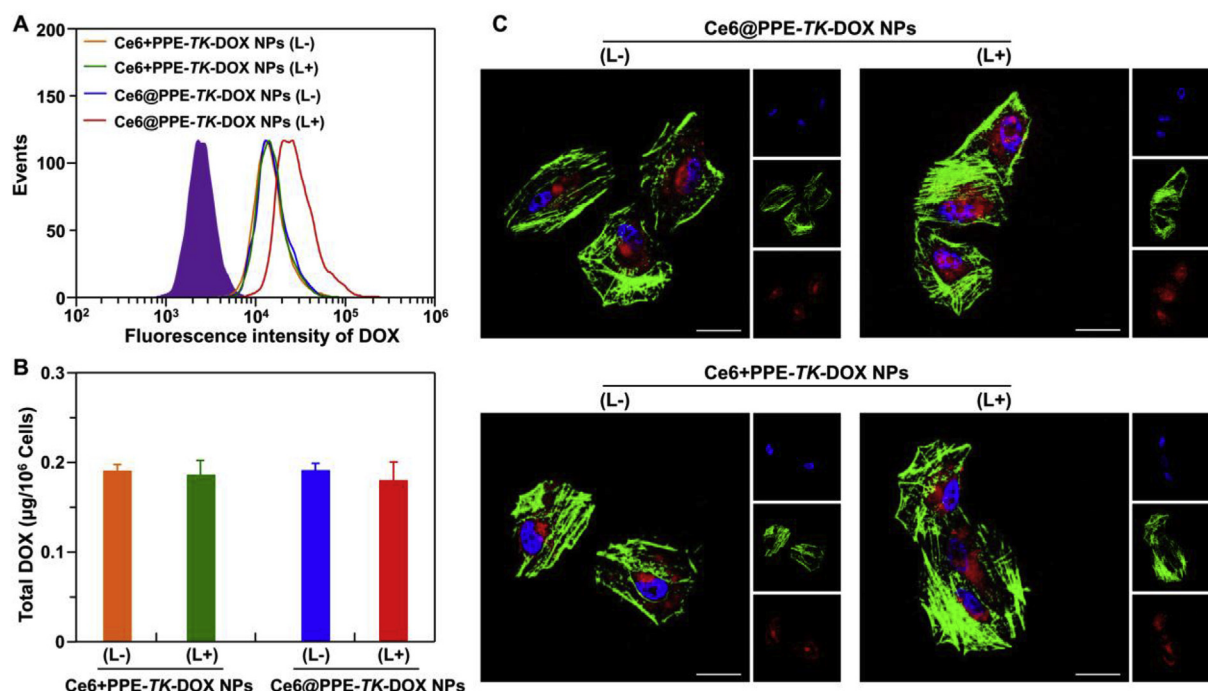 A
200
150
100
50
0
Events
Ce6+PPE-TK-DOX NPs (L-)
Ce6+PPE-TK-DOX NPs (L+)
Ce6@PPE-TK-DOX NPs (L-)
Ce6@PPE-TK-DOX NPs (L+)
10² 10³ 10⁴ 10⁵ 10⁶
Fluorescence intensity of DOX
B
0.3
0.2
0.1
0
Total DOX (µg/10⁶ Cells)
(L-) (L+) (L-) (L+)
Ce6+PPE-TK-DOX NPs Ce6@PPE-TK-DOX NPs
C
Ce6@PPE-TK-DOX NPs
(L-) (L+)
Ce6+PPE-TK-DOX NPs
(L-) (L+)